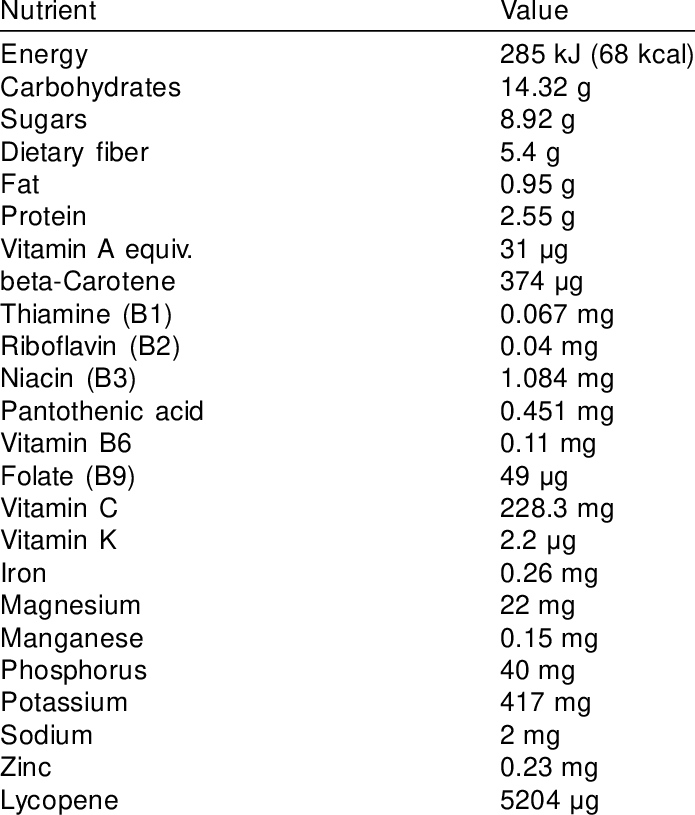 Nutrient Value
Energy 285 kJ (68 kcal)
Carbohydrates 14.32 g
Sugars 8.92 g
Dietary fiber 5.4 g
Fat 0.95 g
Protein 2.55 g
Vitamin A equiv. 31 µg
beta-Carotene 374 µg
Thiamine (B1) 0.067 mg
Riboflavin (B2) 0.04 mg
Niacin (B3) 1.084 mg
Pantothenic acid 0.451 mg
Vitamin B6 0.11 mg
Folate (B9) 49 µg
Vitamin C 228.3 mg
Vitamin K 2.2 µg
Iron 0.26 mg
Magnesium 22 mg
Manganese 0.15 mg
Phosphorus 40 mg
Potassium 417 mg
Sodium 2 mg
Zinc 0.23 mg
Lycopene 5204 µg